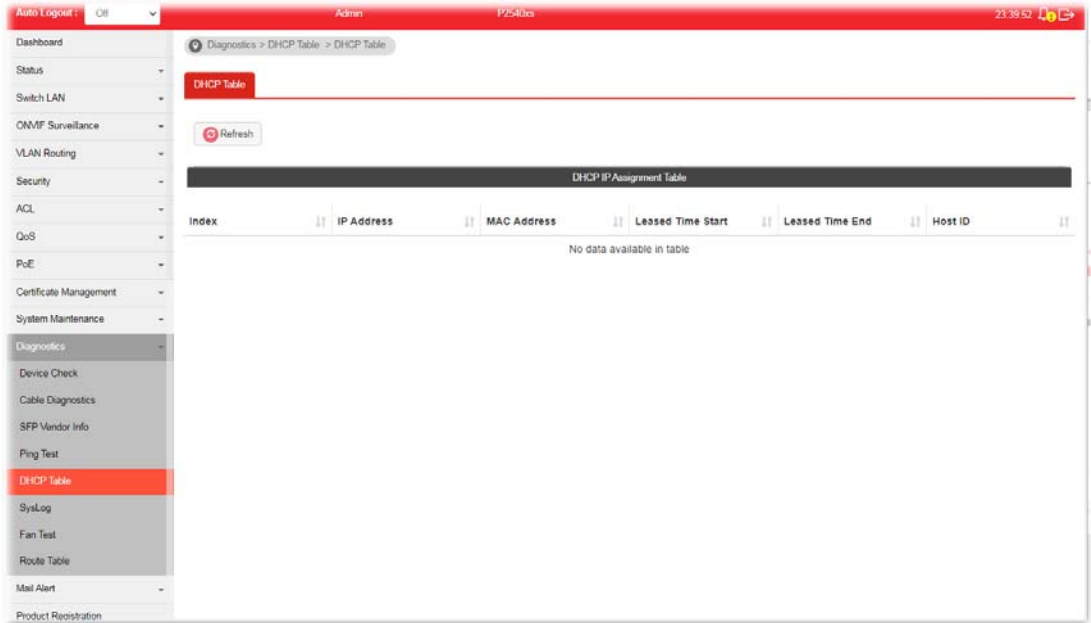 Auto Logout : Off Admin P2540xs 23:39:52
Dashboard
Diagnostics > DHCP Table > DHCP Table
Status
DHCP Table
Switch LAN
ONVIF Surveillance
Refresh
VLAN Routing
Security
DHCP IP Assignment Table
ACL
Index IP Address MAC Address Leased Time Start Leased Time End Host ID
QoS
No data available in table
PoE
Certificate Management
System Maintenance
Diagnostics
Device Check
Cable Diagnostics
SFP Vendor Info
Ping Test
DHCP Table
SysLog
Fan Test
Route Table
Mail Alert
Product Registration